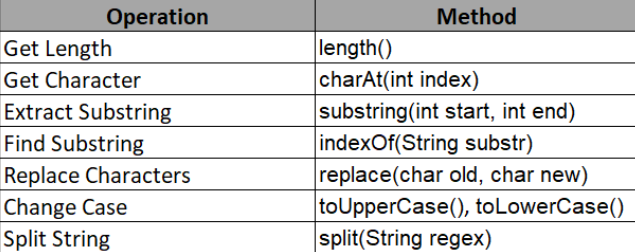 Operation Method
Get Length length()
Get Character charAt(int index)
Extract Substring substring(int start, int end)
Find Substring indexOf(String substr)
Replace Characters replace(char old, char new)
Change Case toUpperCase(), toLowerCase()
Split String split(String regex)